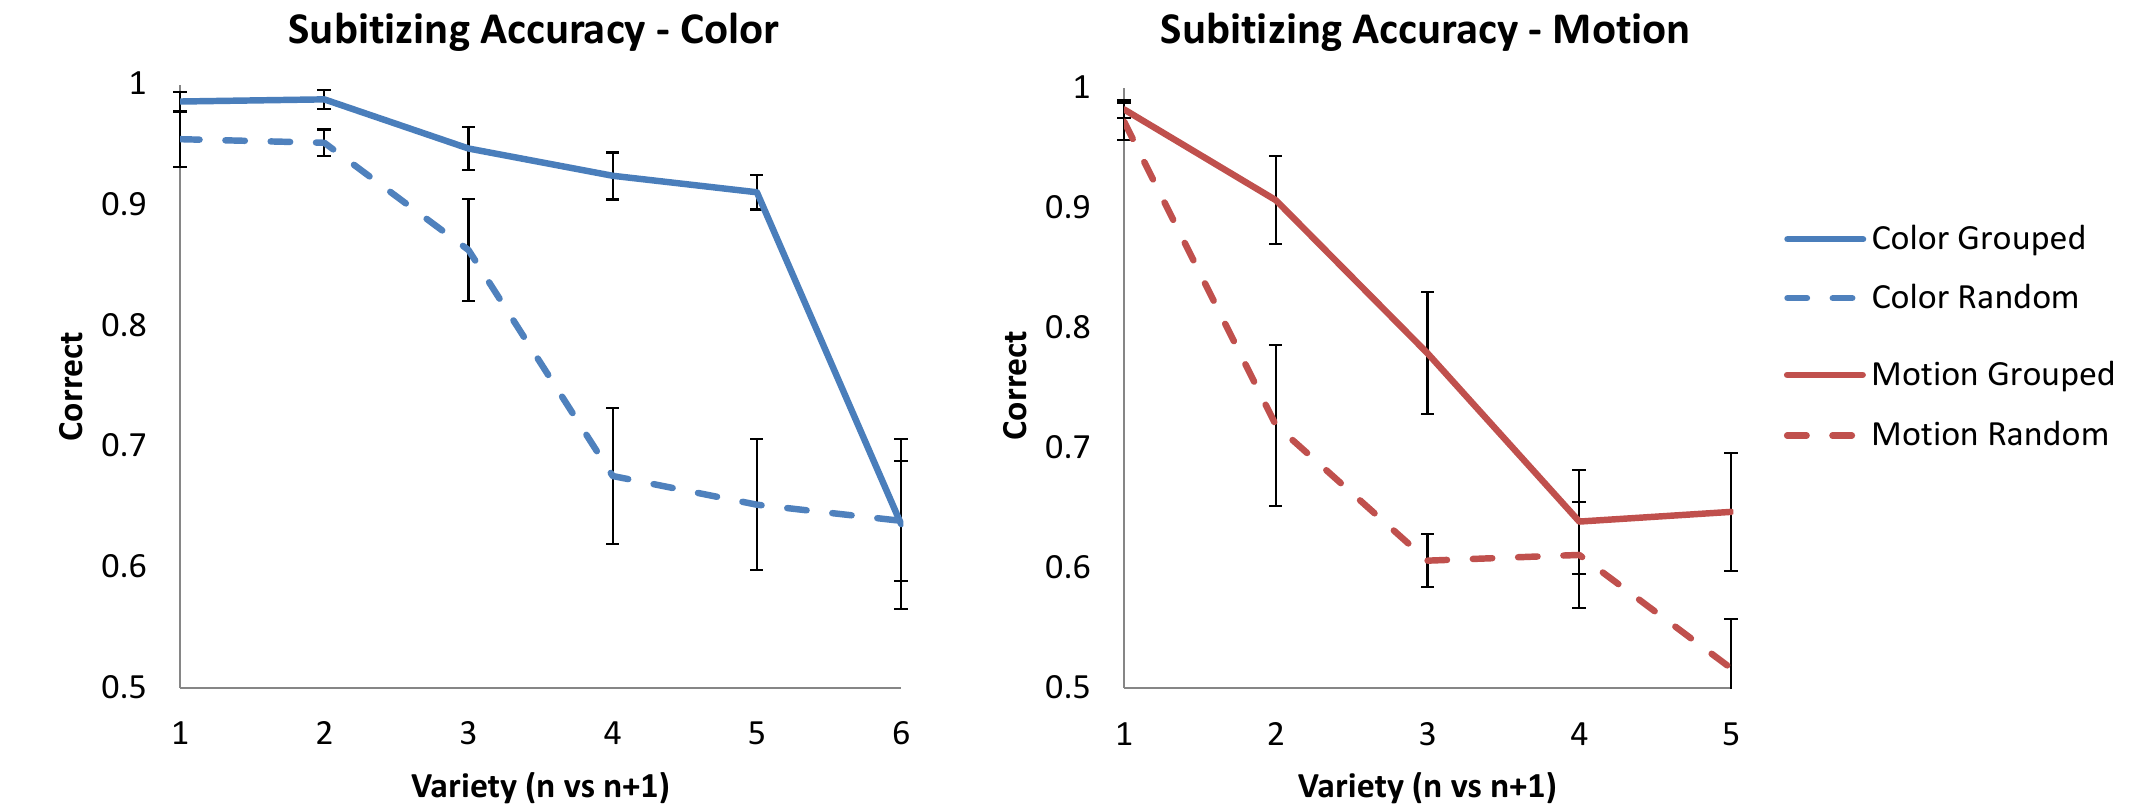 Subitizing Accuracy - Color
1
0.9
0.8
0.7
0.6
0.5
Correct
1 2 3 4 5 6
Variety (n vs n+1)
Subitizing Accuracy - Motion
1
0.9
0.8
0.7
0.6
0.5
Correct
1 2 3 4 5
Variety (n vs n+1)
Color Grouped
Color Random
Motion Grouped
Motion Random